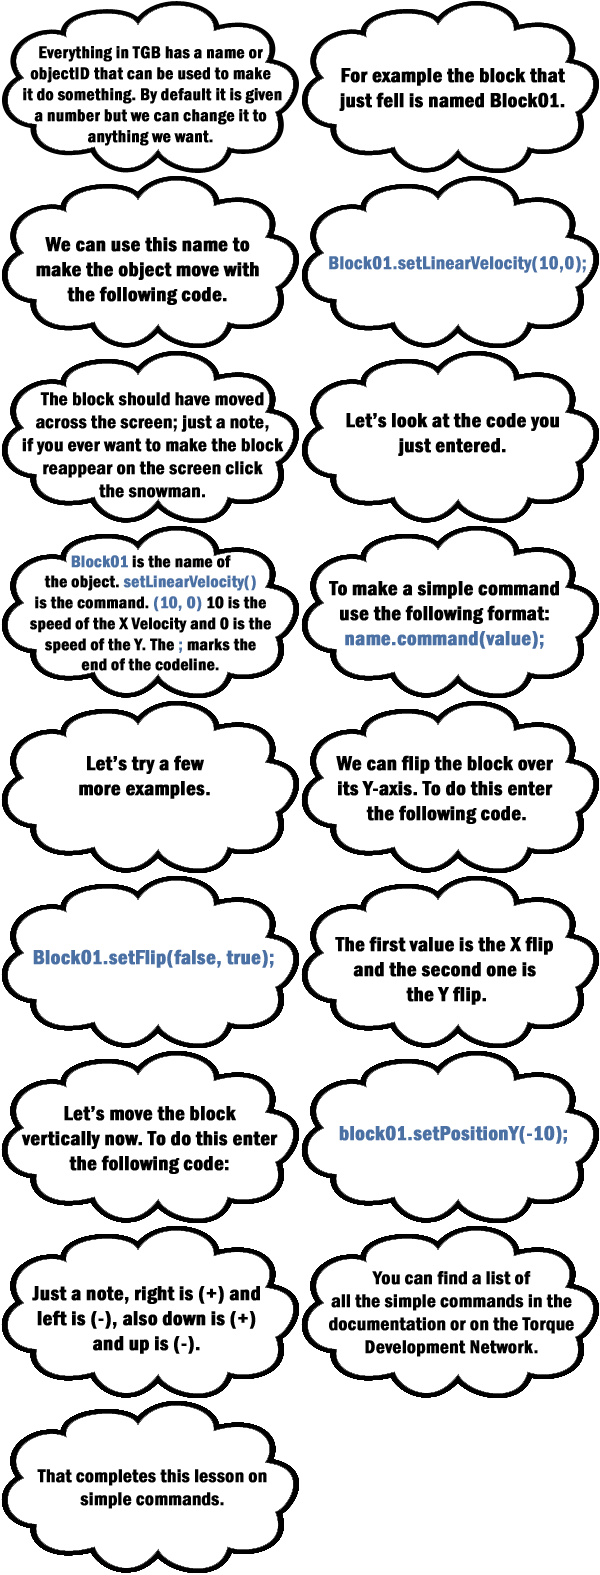 Everything in TGB has a name or
objectID that can be used to make
it do something. By default it is given
a number but we can change it to
anything we want.
For example the block that
just fell is named Block01.
We can use this name to
make the object move with
the following code.
Block01.setLinearVelocity(10,0);
The block should have moved
across the screen; just a note,
if you ever want to make the block
reappear on the screen click
the snowman.
Let's look at the code you
just entered.
Block01 is the name of
the object. setLinearVelocity()
is the command. (10, 0) 10 is the
speed of the X Velocity and 0 is the
speed of the Y. The ; marks the
end of the codeline.
To make a simple command
use the following format:
name.command(value);
Let's try a few
more examples.
We can flip the block over
its Y-axis. To do this enter
the following code.
Block01.setFlip(false, true);
The first value is the X flip
and the second one is
the Y flip.
Let's move the block
vertically now. To do this enter
the following code:
block01.setPositionY(-10);
Just a note, right is (+) and
left is (-), also down is (+)
and up is (-).
You can find a list of
all the simple commands in the
documentation or on the Torque
Development Network.
That completes this lesson on
simple commands.